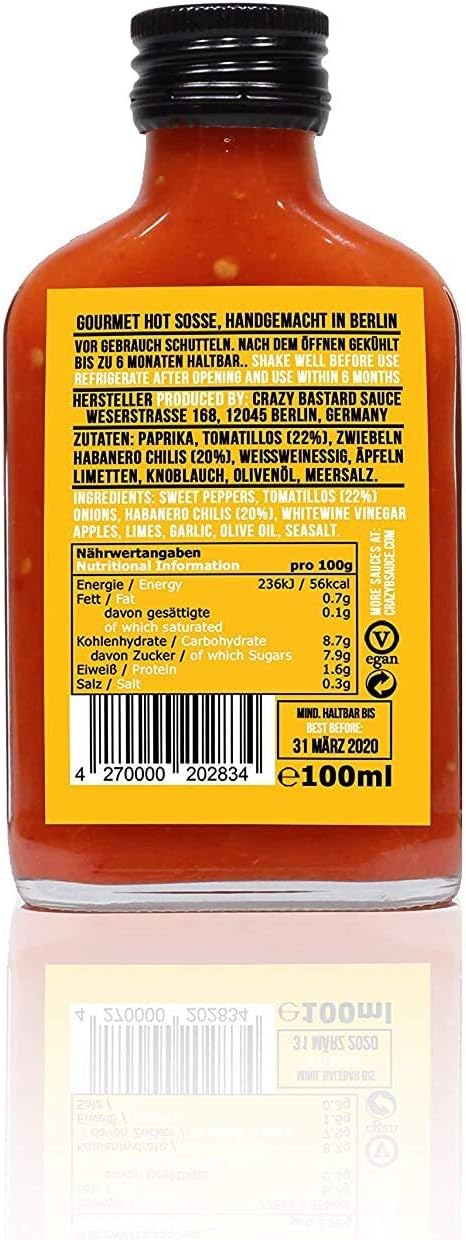 GOURMET HOT SOSSE, HANDGEMACHT IN BERLIN
VOR GEBRAUCH SCHUTTELN. NACH DEM ÖFFNEN GEKÜHLT
BIS ZU 6 MONATEN HALTBAR.. SHAKE WELL BEFORE USE
REFRIGERATE AFTER OPENING AND USE WITHIN 6 MONTHS
HERSTELLER PRODUCED BY: CRAZY BASTARD SAUCE
WESERSTRASSE 168, 12045 BERLIN, GERMANY
ZUTATEN: PAPRIKA, TOMATILLOS (22%), ZWIEBELN
HABANERO CHILIS (20%), WEISSWEINESSIG, ÄPFELN
LIMETTEN, KNOBLAUCH, OLIVENÖL, MEERSALZ.
INGREDIENTS: SWEET PEPPERS, TOMATILLOS (22%)
ONIONS, HABANERO CHILIS (20%), WHITEWINE VINEGAR
APPLES, LIMES, GARLIC, OLIVE OIL, SEASALT.
Nährwertangaben
Nutritional Information pro 100g
Energie / Energy 236kJ / 56kcal
Fett / Fat 0.7g
davon gesättigte 0.1g
of which saturated
Kohlenhydrate / Carbohydrate 8.7g
davon Zucker / of which Sugars 7.9g
Eiweiß / Protein 1.6g
Salz / Salt 0.3g
MORE SAUCES AT:
CRAZYBSAUCE.COM
V
egan
MIND. HALTBAR BIS
BEST BEFORE:
31 MÄRZ 2020
4 270000 202834
℮100ml